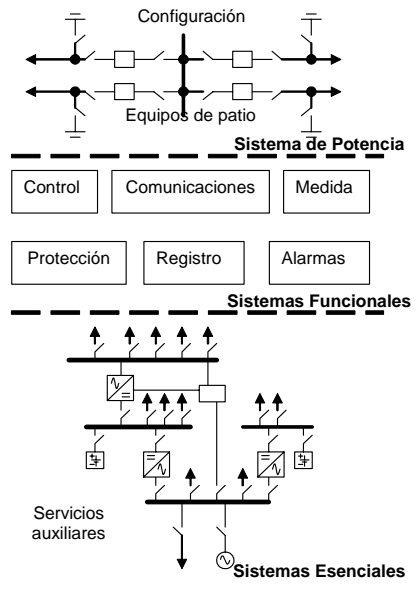 Configuración
Equipos de patio
Sistema de Potencia
Control
Comunicaciones
Medida
Protección
Registro
Alarmas
Sistemas Funcionales
Servicios
auxiliares
Sistemas Esenciales